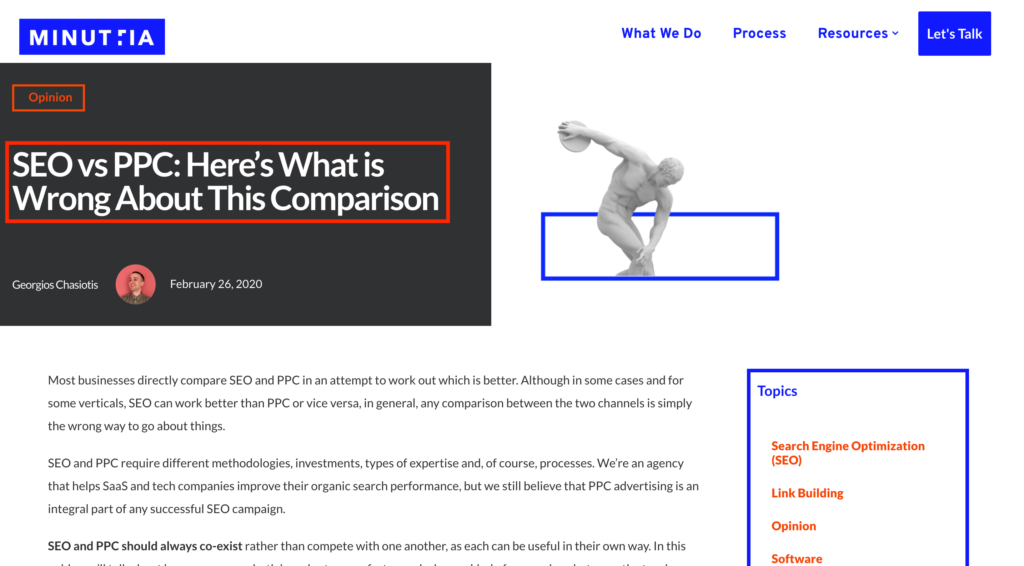 MINUTTIA
What We Do
Process
Resources
Let's Talk
Opinion
SEO vs PPC: Here's What is
Wrong About This Comparison
Georgios Chasiotis
February 26, 2020
Most businesses directly compare SEO and PPC in an attempt to work out which is better. Although in some cases and for
some verticals, SEO can work better than PPC or vice versa, in general, any comparison between the two channels is simply
the wrong way to go about things.
SEO and PPC require different methodologies, investments, types of expertise and, of course, processes. We're an agency
that helps SaaS and tech companies improve their organic search performance, but we still believe that PPC advertising is an
integral part of any successful SEO campaign.
SEO and PPC should always co-exist rather than compete with one another, as each can be useful in their own way. In this
Topics
Search Engine Optimization
(SEO)
Link Building
Opinion
Software